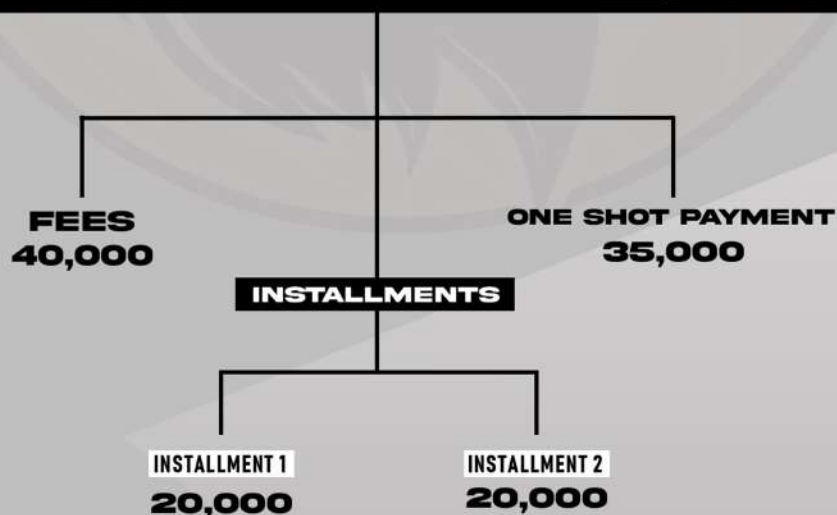 FEES
40,000
ONE SHOT PAYMENT
35,000
INSTALLMENTS
INSTALLMENT 1
20,000
INSTALLMENT 2
20,000